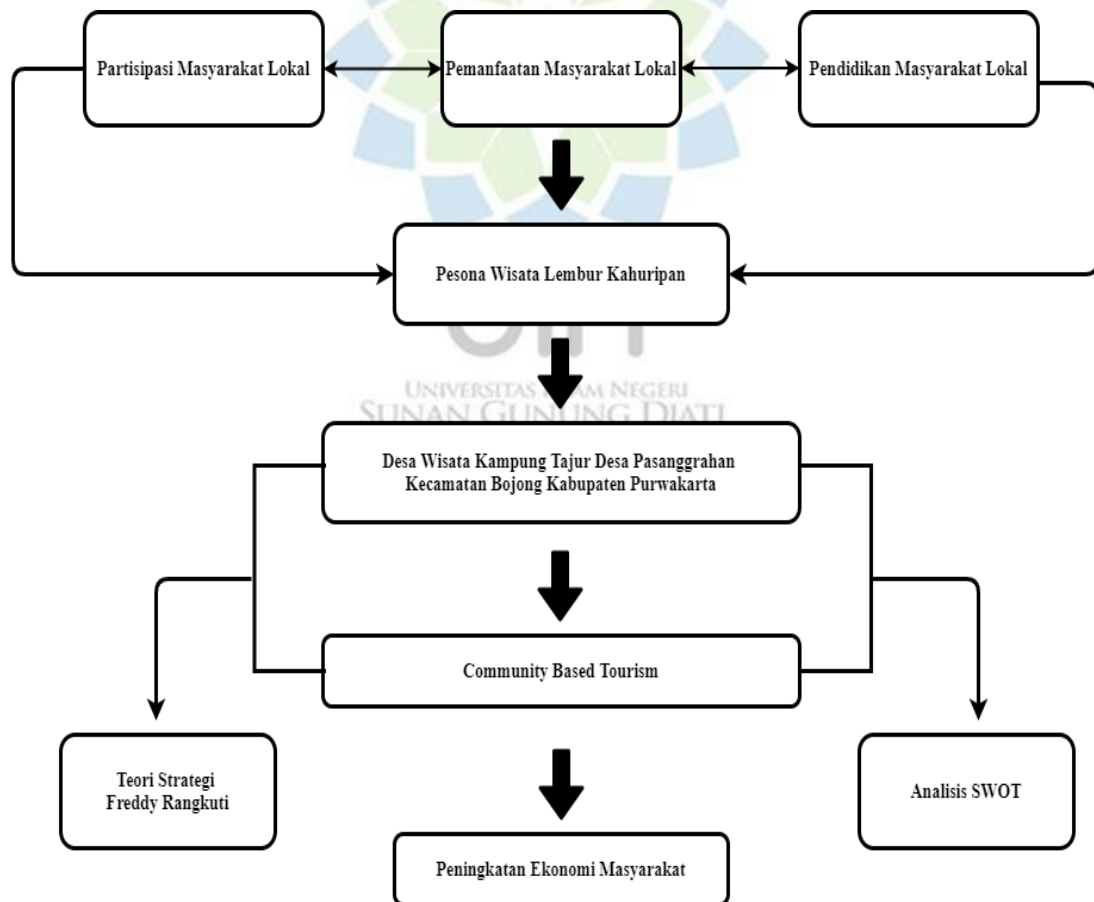 Partisipasi Masyarakat Lokal
Pemanfaatan Masyarakat Lokal
Pendidikan Masyarakat Lokal
Pesona Wisata Lembur Kahuripan
UNIVERSITAS NEGERI
SUNAN GUNUNG DJATI
Desa Wisata Kampung Tajur Desa Pasanggrahan
Kecamatan Bojong Kabupaten Purwakarta
Community Based Tourism
Teori Strategi
Freddy Rangkuti
Analisis SWOT
Peningkatan Ekonomi Masyarakat